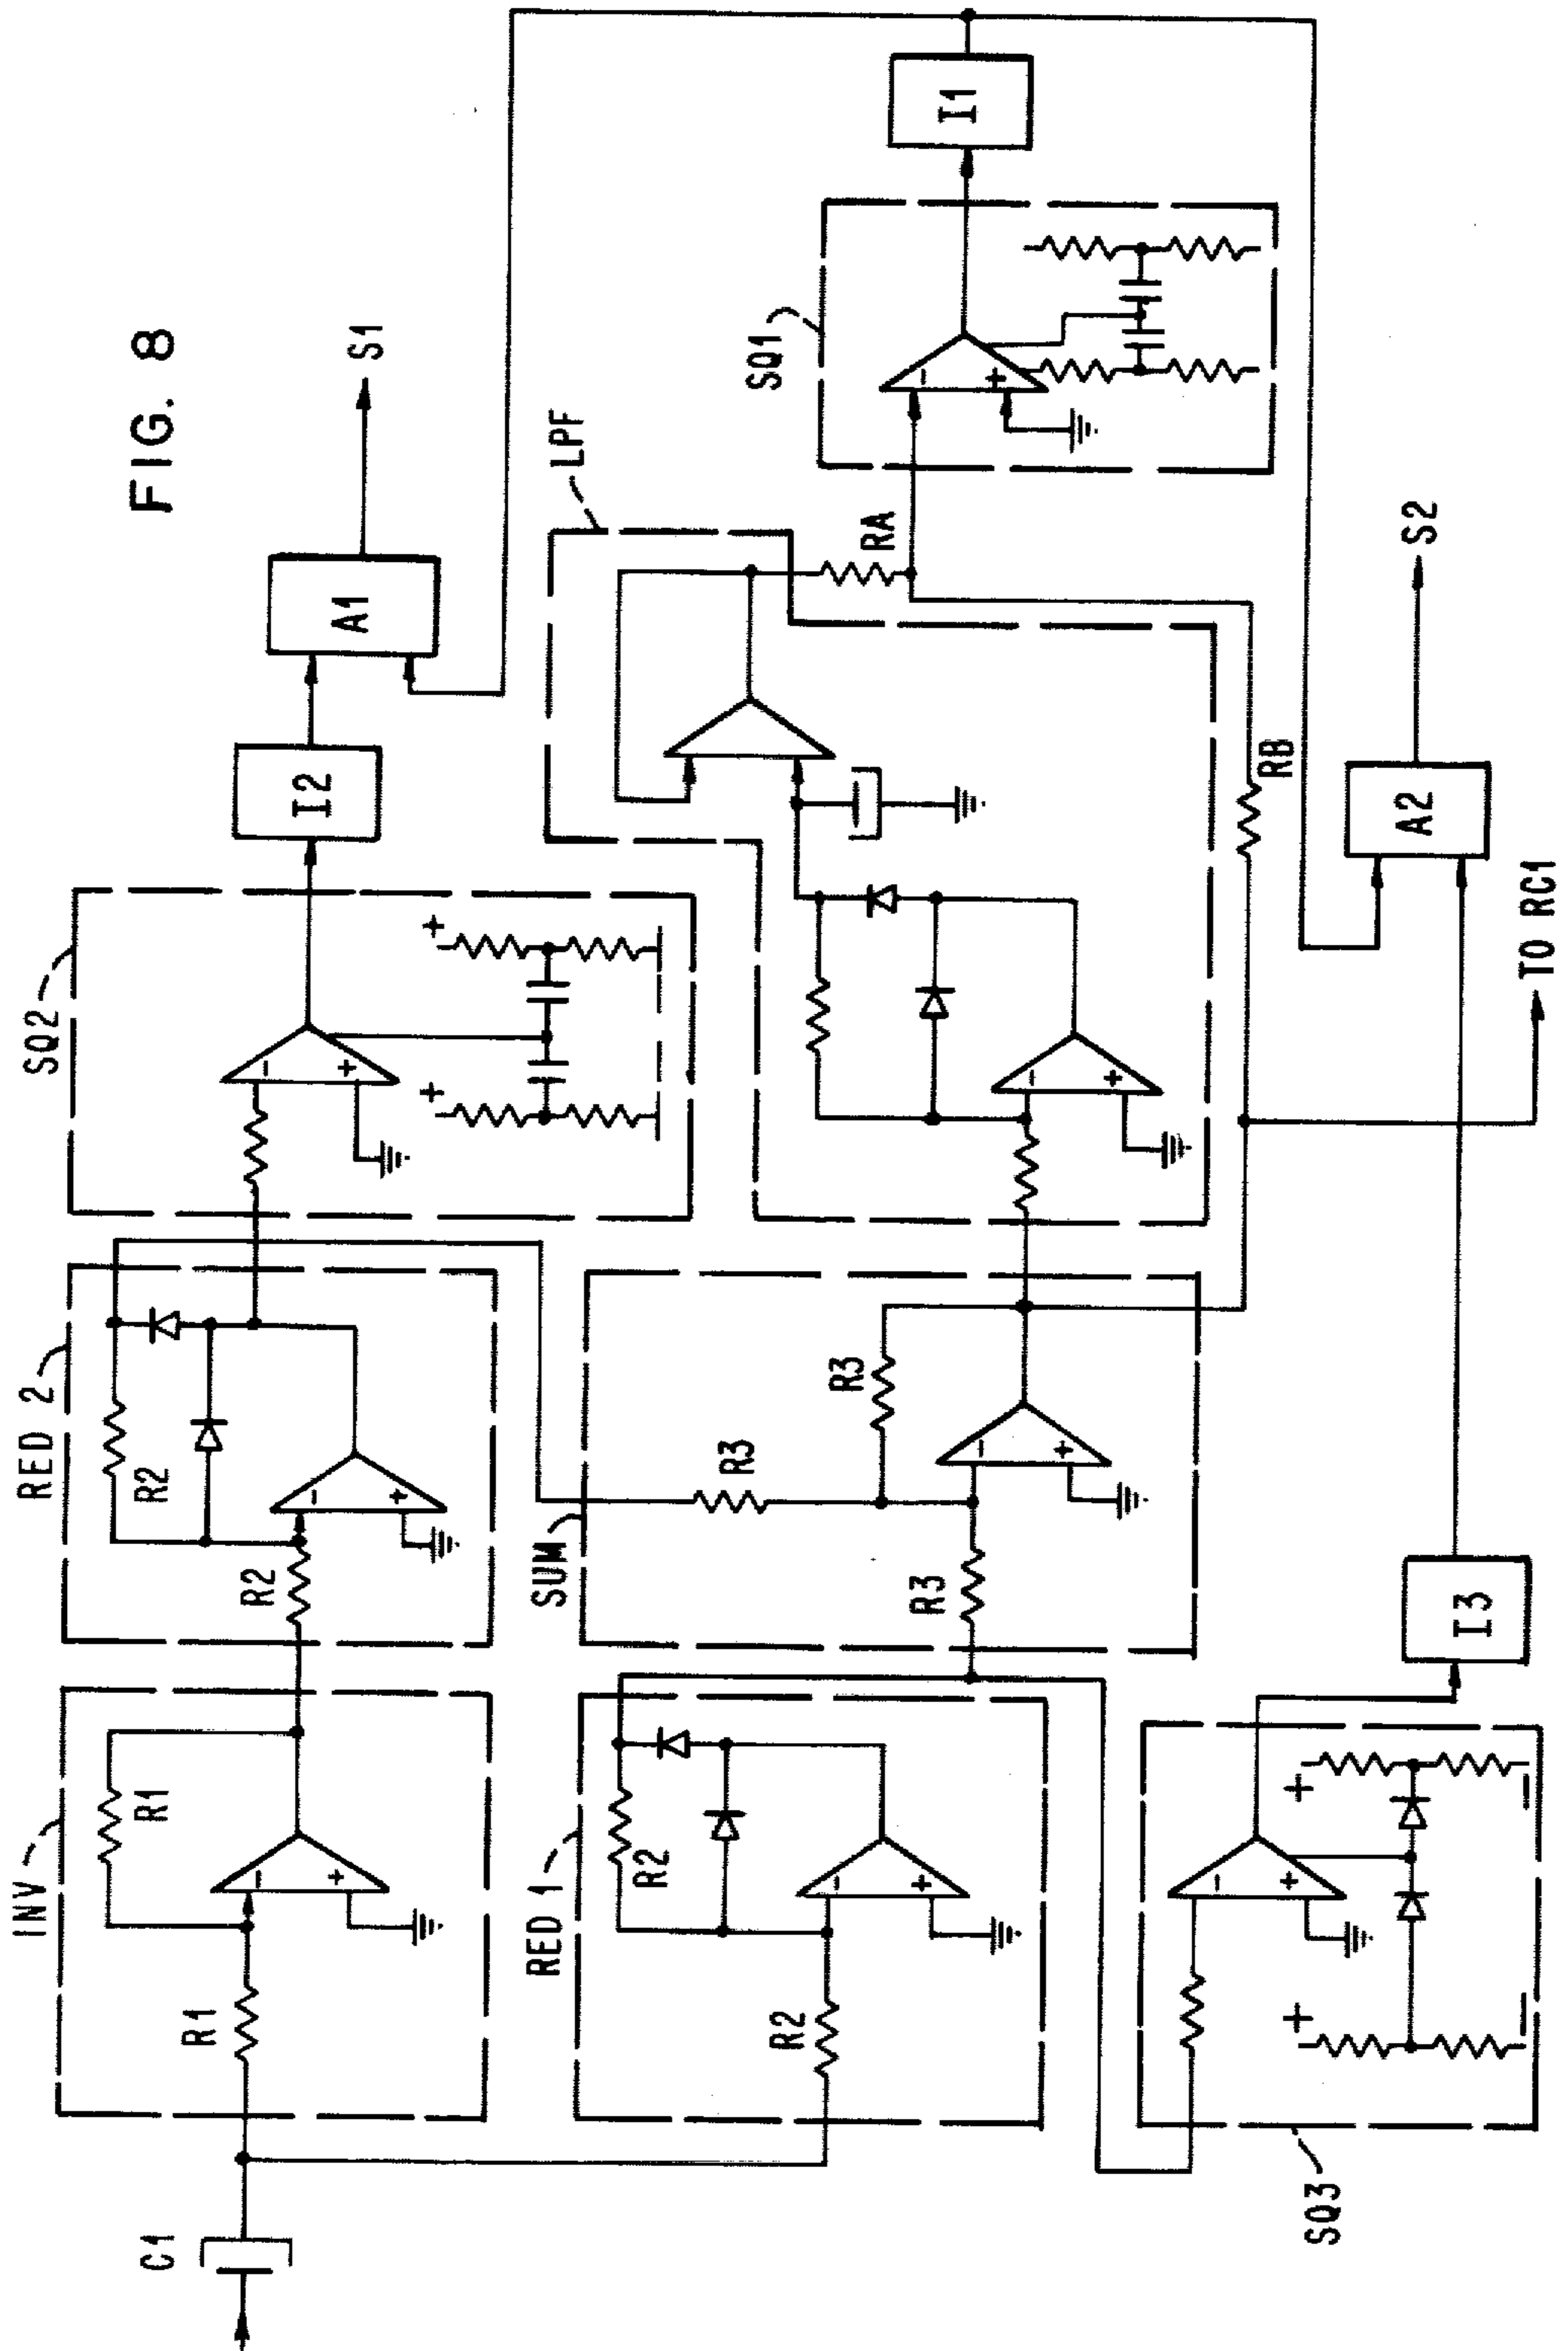 FIG. 8
C1
INV
R1
R1
RED 2
R2
R2
SQ2
+
+
-
+
I2
A1
S1
-
+
-
+
RED 1
R2
R2
-
+
SUM
R3
R3
R3
-
+
LPF
-
+
RA
RB
SQ1
-
+
I1
SQ3
-
+
+
+
I3
A2
S2
TO RC1